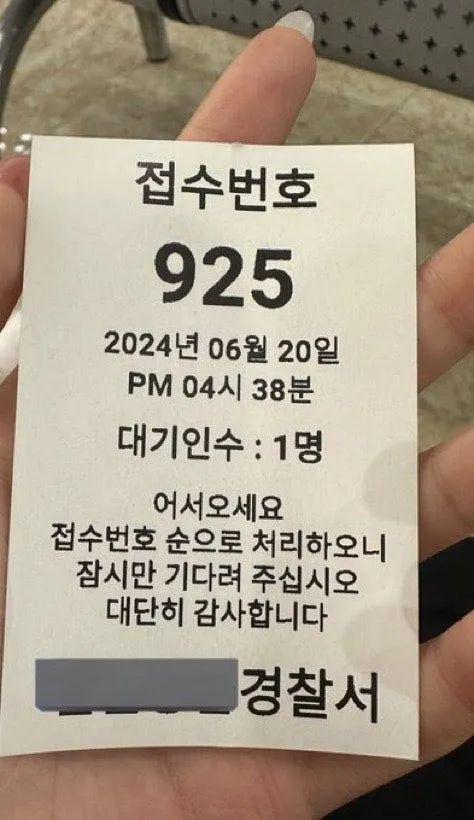 접수번호
925
2024년 06월 20일
PM 04시 38분
대기인수 : 1명
어서오세요
접수번호 순으로 처리하오니
잠시만 기다려 주십시오
대단히 감사합니다
경찰서